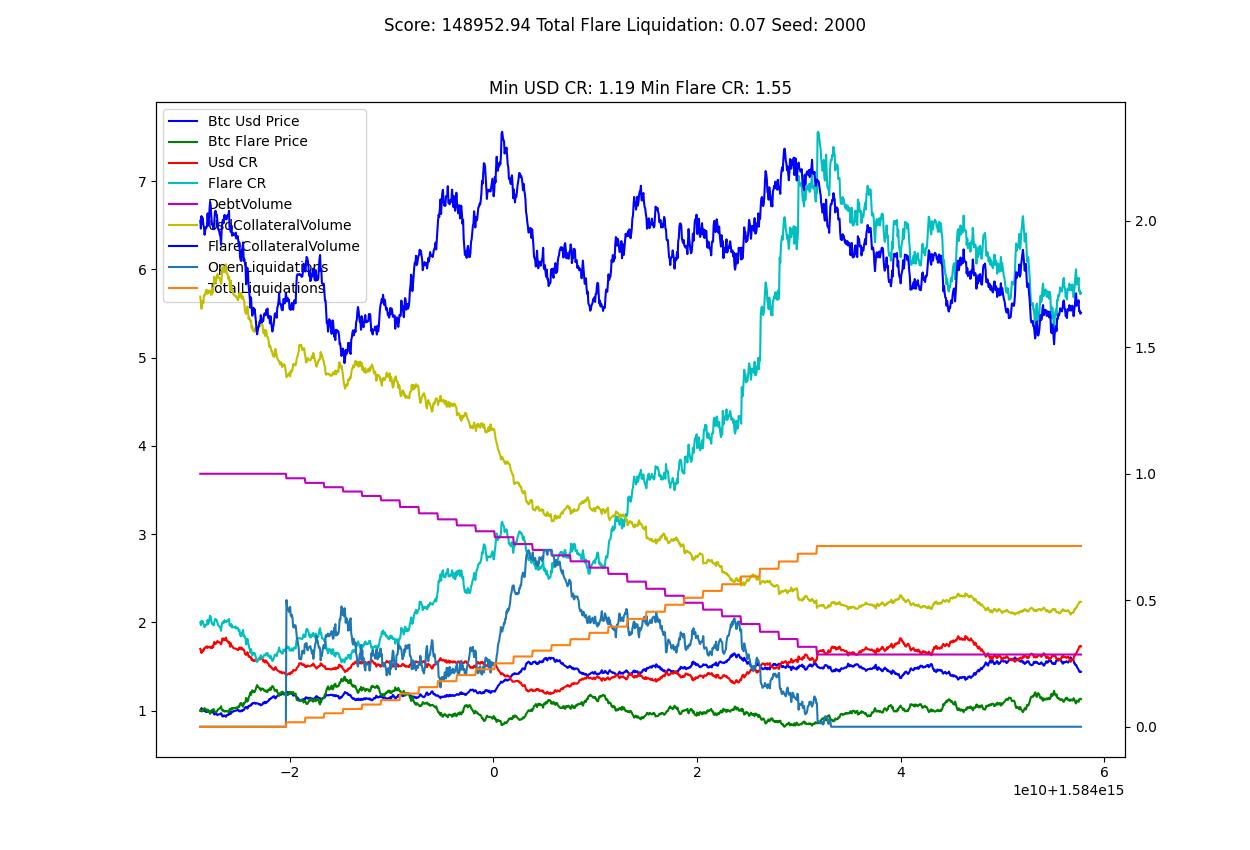 Score: 148952.94 Total Flare Liquidation: 0.07 Seed: 2000
Min USD CR: 1.19 Min Flare CR: 1.55
Btc Usd Price
Btc Flare Price
Usd CR
Flare CR
DebtVolume
UsdCollateralVolume
FlareCollateralVolume
OpenLiquidations
TotalLiquidations
7
6
5
4
3
2
1
2.0
1.5
1.0
0.5
0.0
−2
0
2
4
6
1e10+1.584e15